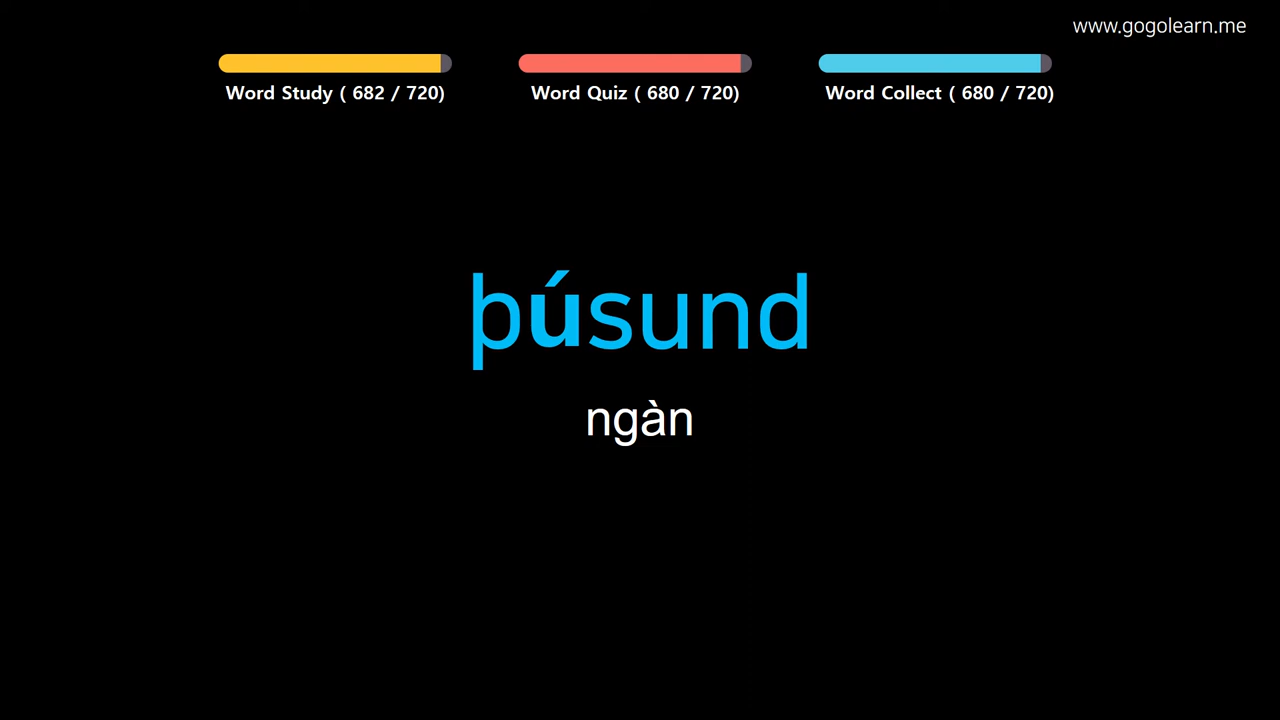 www.gogolearn.me
Word Study ( 682 / 720)
Word Quiz ( 680 / 720)
Word Collect ( 680 / 720)
þúsund
ngàn